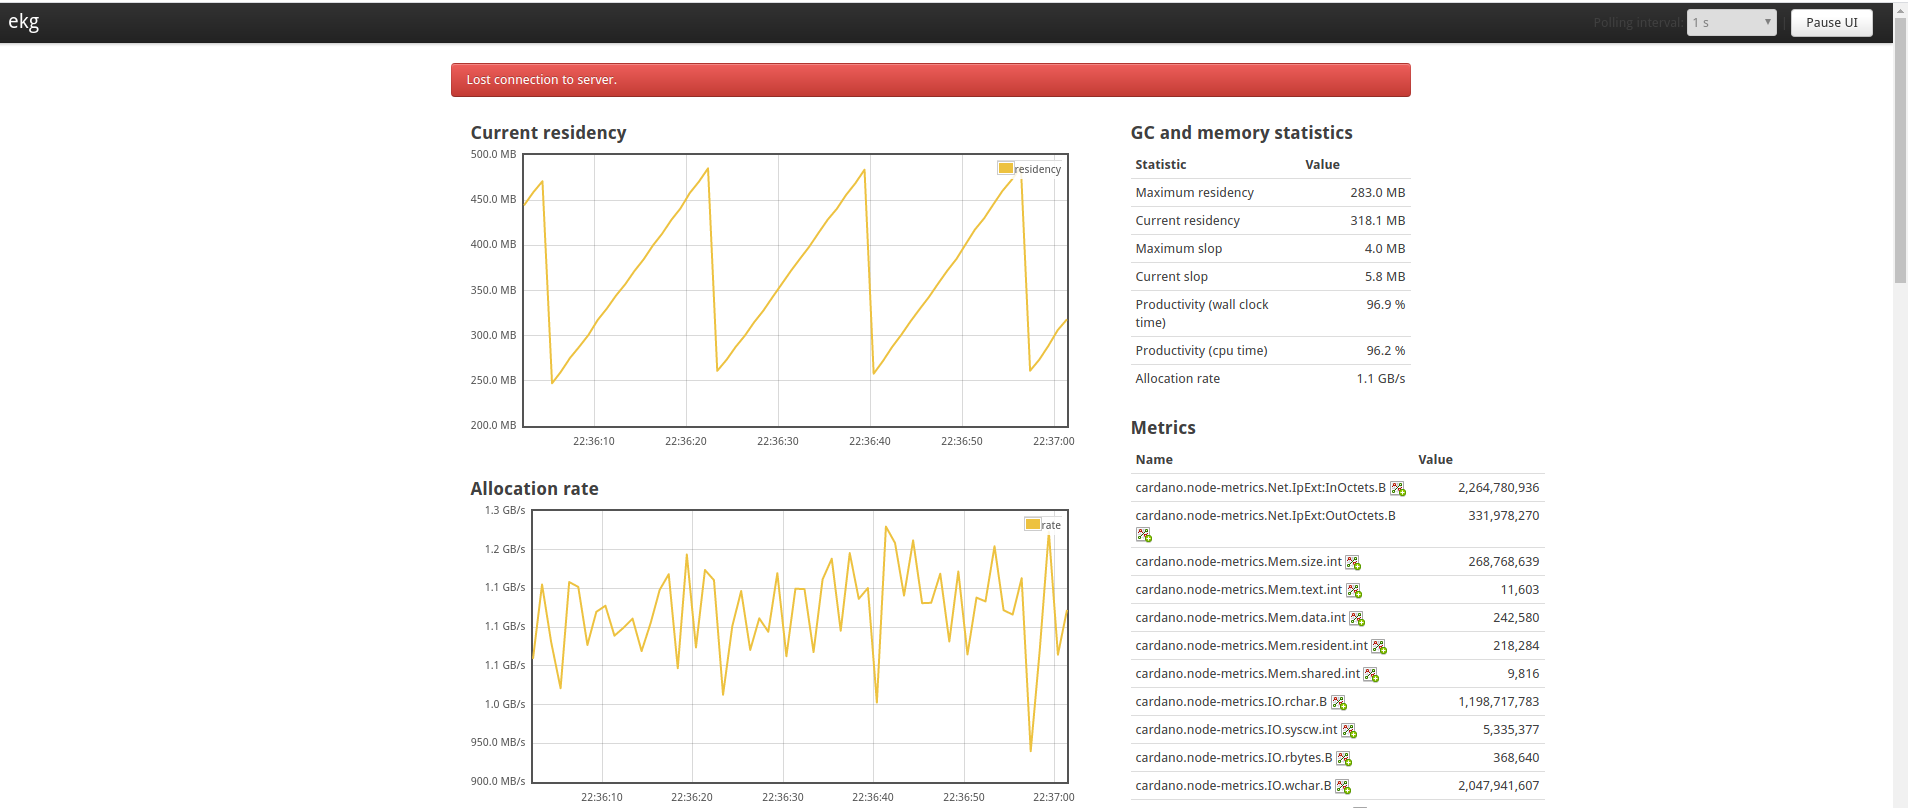 ekg
Polling interval: 1 s | Pause UI
Lost connection to server.
Current residency
500.0 MB
450.0 MB
400.0 MB
350.0 MB
300.0 MB
250.0 MB
200.0 MB
residency
22:36:10 22:36:20 22:36:30 22:36:40 22:36:50 22:37:00
Allocation rate
1.3 GB/s
1.2 GB/s
1.1 GB/s
1.1 GB/s
1.1 GB/s
1.0 GB/s
950.0 MB/s
900.0 MB/s
rate
22:36:10 22:36:20 22:36:30 22:36:40 22:36:50 22:37:00
GC and memory statistics
Statistic Value
Maximum residency 283.0 MB
Current residency 318.1 MB
Maximum slop 4.0 MB
Current slop 5.8 MB
Productivity (wall clock 96.9 %
time)
Productivity (cpu time) 96.2 %
Allocation rate 1.1 GB/s
Metrics
Name Value
cardano.node-metrics.Net.IpExt:InOctets.B 2,264,780,936
cardano.node-metrics.Net.IpExt:OutOctets.B 331,978,270
cardano.node-metrics.Mem.size.int 268,768,639
cardano.node-metrics.Mem.text.int 11,603
cardano.node-metrics.Mem.data.int 242,580
cardano.node-metrics.Mem.resident.int 218,284
cardano.node-metrics.Mem.shared.int 9,816
cardano.node-metrics.IO.rchar.B 1,198,717,783
cardano.node-metrics.IO.syscw.int 5,335,377
cardano.node-metrics.IO.rbytes.B 368,640
cardano.node-metrics.IO.wchar.B 2,047,941,607